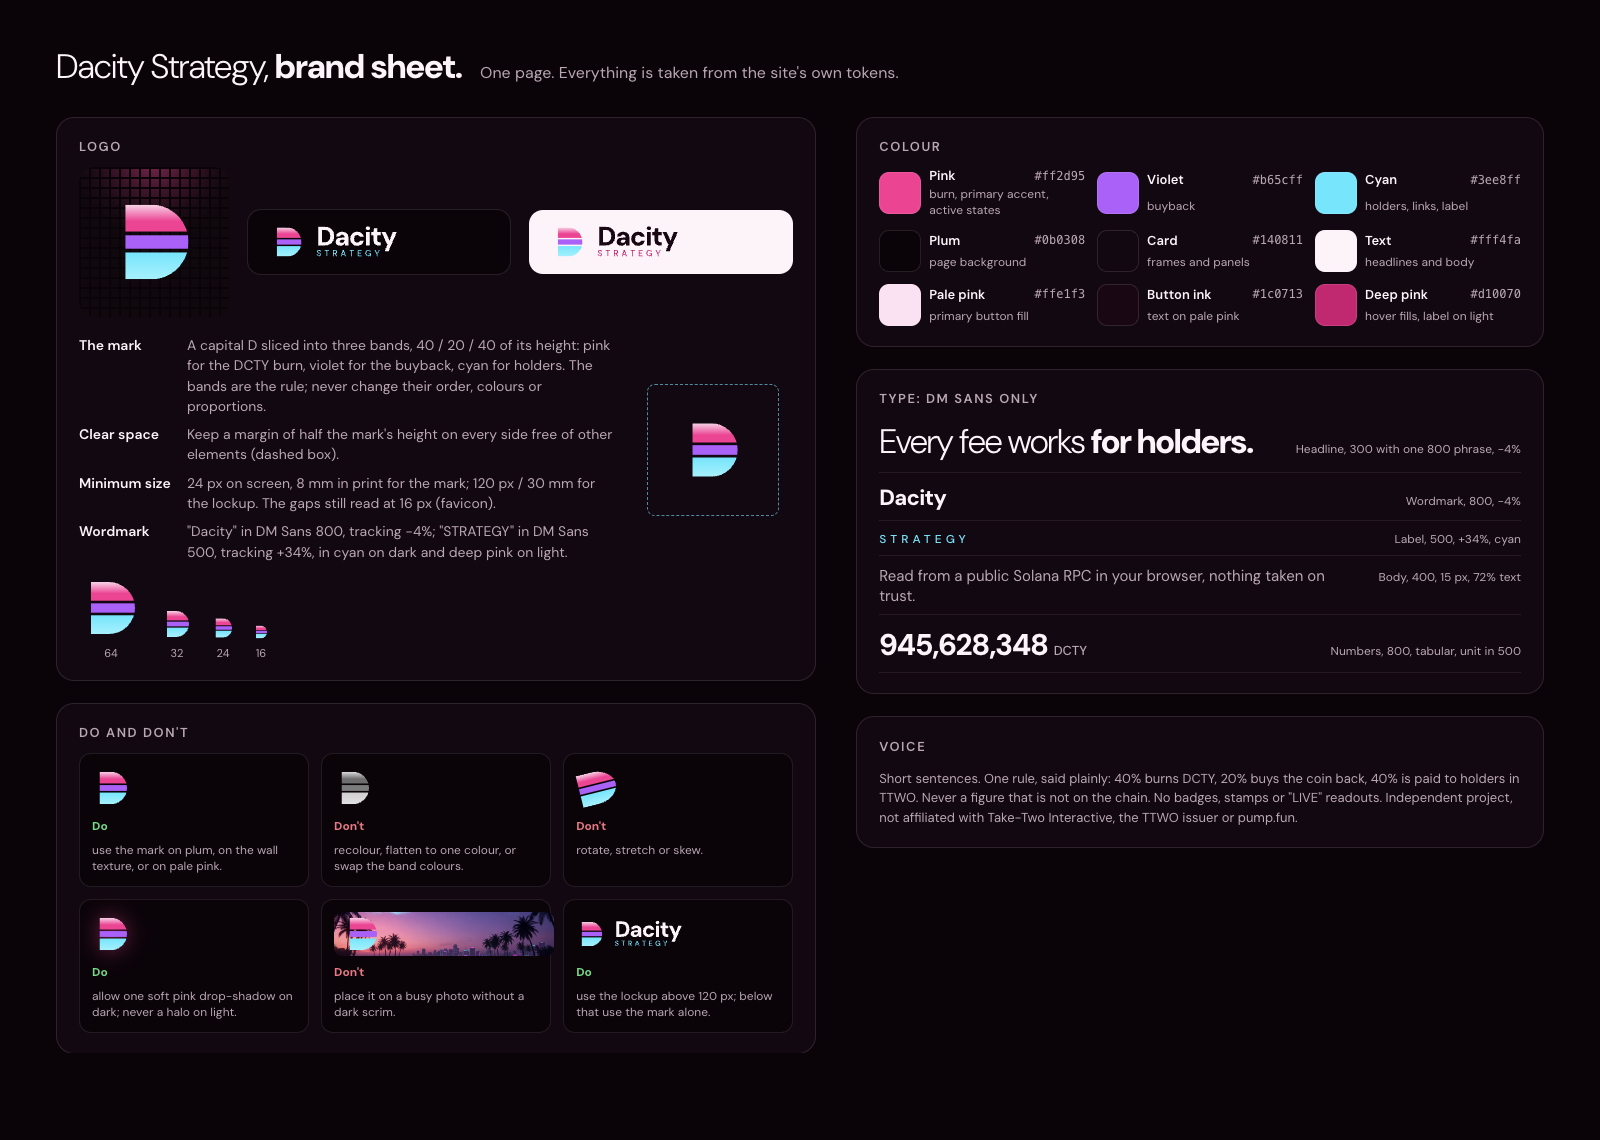 Dacity Strategy, brand sheet. One page. Everything is taken from the site's own tokens.
LOGO
Dacity
STRATEGY
Dacity
STRATEGY
The mark
A capital D sliced into three bands, 40 / 20 / 40 of its height: pink
for the DCTY burn, violet for the buyback, cyan for holders. The
bands are the rule; never change their order, colours or
proportions.
Clear space
Keep a margin of half the mark's height on every side free of other
elements (dashed box).
Minimum size
24 px on screen, 8 mm in print for the mark; 120 px / 30 mm for
the lockup. The gaps still read at 16 px (favicon).
Wordmark
"Dacity" in DM Sans 800, tracking -4%; "STRATEGY" in DM Sans
500, tracking +34%, in cyan on dark and deep pink on light.
64
32
24
16
DO AND DON'T
Do
use the mark on plum, on the wall
texture, or on pale pink.
Don't
recolour, flatten to one colour, or
swap the band colours.
Don't
rotate, stretch or skew.
Do
allow one soft pink drop-shadow on
dark; never a halo on light.
Don't
place it on a busy photo without a
dark scrim.
Dacity
STRATEGY
Do
use the lockup above 120 px; below
that use the mark alone.
COLOUR
Pink #ff2d95
burn, primary accent,
active states
Violet #b65cff
buyback
Cyan #3ee8ff
holders, links, label
Plum #0b0308
page background
Card #140811
frames and panels
Text #fff4fa
headlines and body
Pale pink #ffe1f3
primary button fill
Button ink #1c0713
text on pale pink
Deep pink #d10070
hover fills, label on light
TYPE: DM SANS ONLY
Every fee works for holders.
Headline, 300 with one 800 phrase, -4%
Dacity
Wordmark, 800, -4%
STRATEGY
Label, 500, +34%, cyan
Read from a public Solana RPC in your browser, nothing taken on
trust.
Body, 400, 15 px, 72% text
945,628,348 DCTY
Numbers, 800, tabular, unit in 500
VOICE
Short sentences. One rule, said plainly: 40% burns DCTY, 20% buys the coin back, 40% is paid to holders in
TTWO. Never a figure that is not on the chain. No badges, stamps or "LIVE" readouts. Independent project,
not affiliated with Take-Two Interactive, the TTWO issuer or pump.fun.